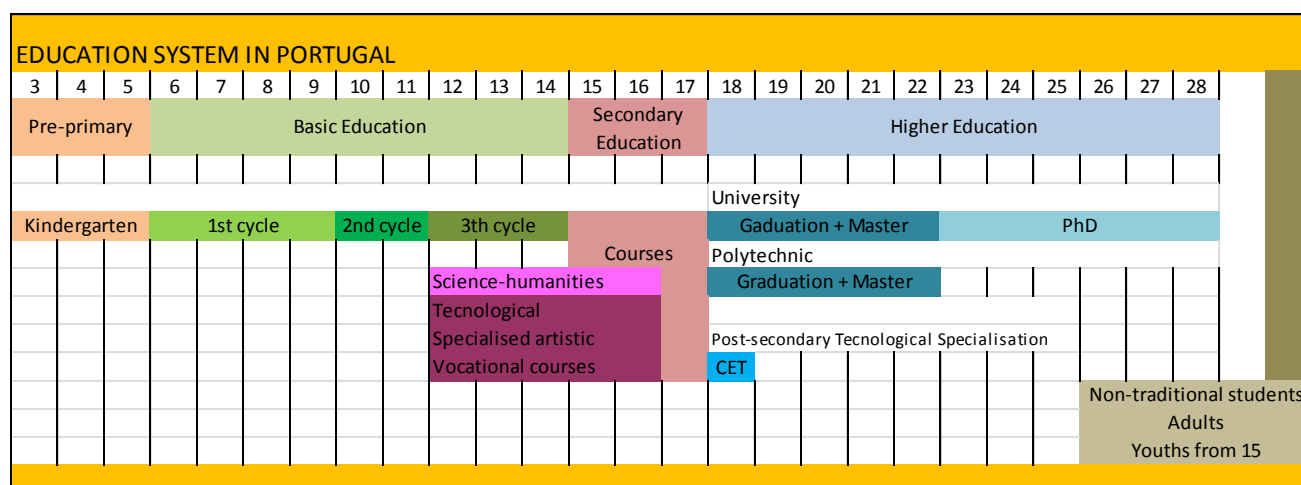 EDUCATION SYSTEM IN PORTUGAL
3 4 5 6 7 8 9 10 11 12 13 14 15 16 17 18 19 20 21 22 23 24 25 26 27 28
Pre-primary Basic Education Secondary Education Higher Education
University
Kindergarten 1st cycle 2nd cycle 3th cycle Gaduation + Master PhD
Courses Polytechnic
Science-humanities Graduation + Master
Tecnological
Specialised artistic Post-secondary Tecnological Specialisation
Vocational courses CET
Non-traditional students
Adults
Youths from 15